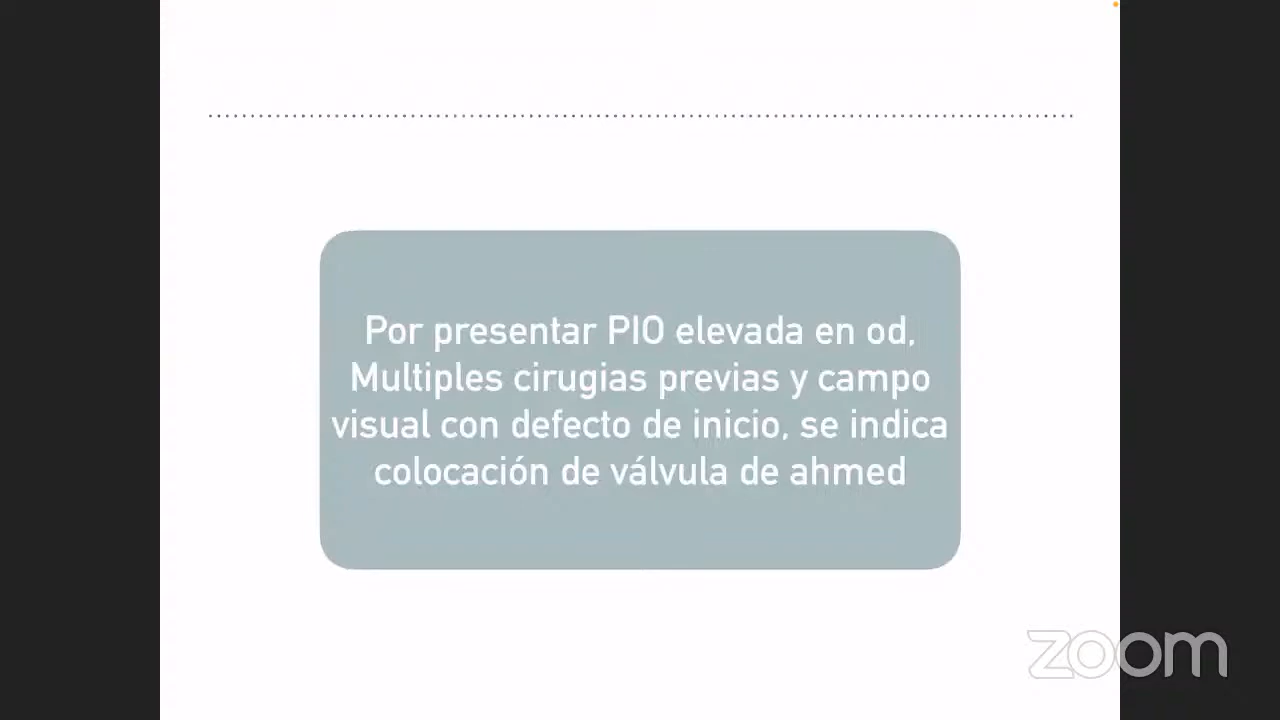 Por presentar PIO elevada en od,
Multiples cirugias previas y campo
visual con defecto de inicio, se indica
colocación de válvula de ahmed
zoom